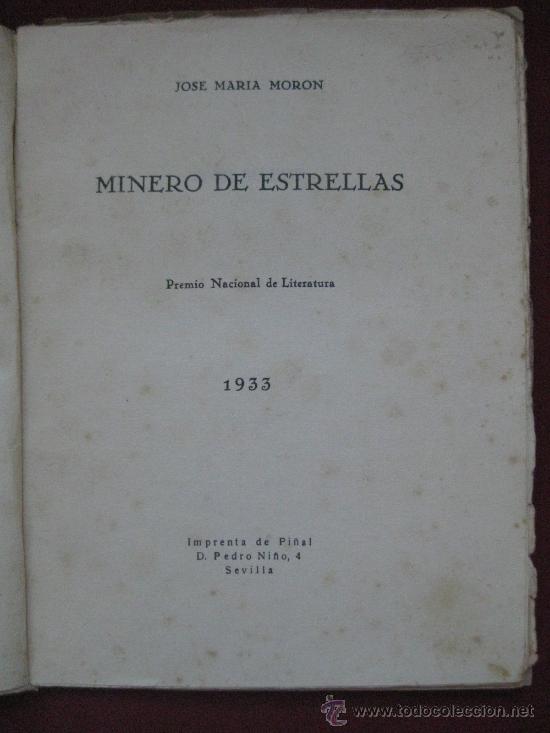 JOSE MARIA MORON
MINERO DE ESTRELLAS
Premio Nacional de Literatura
1933
Imprenta de Piñal
D. Pedro Niño, 4
Sevilla
todocoleccion
www.todocoleccion.net